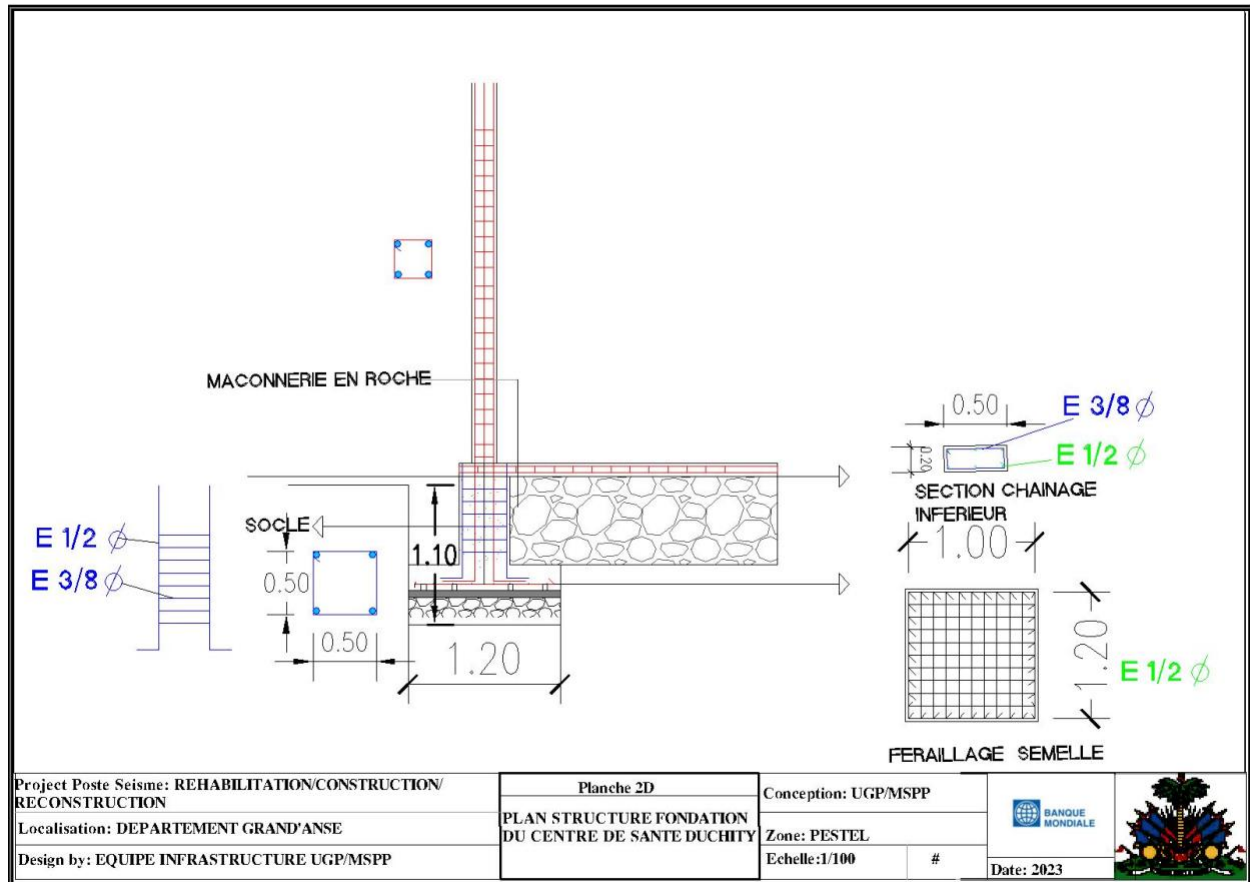 MACONNERIE EN ROCHE
0.50
E 3/8 ∅
0.20
E 1/2 ∅
SECTION CHAINAGE
INFERIEUR
SOCLE
E 1/2 ∅
E 3/8 ∅
0.50
0.50
1.10
1.20
1.00
1.20
E 1/2 ∅
FERAILLAGE SEMELLE
Project Poste Seisme: REHABILITATION/CONSTRUCTION/
RECONSTRUCTION
Localisation: DEPARTEMENT GRAND'ANSE
Design by: EQUIPE INFRASTRUCTURE UGP/MSPP
Planche 2D
PLAN STRUCTURE FONDATION
DU CENTRE DE SANTE DUCHITY
Conception: UGP/MSPP
Zone: PESTEL
Echelle:1/100
#
BANQUE
MONDIALE
Date: 2023